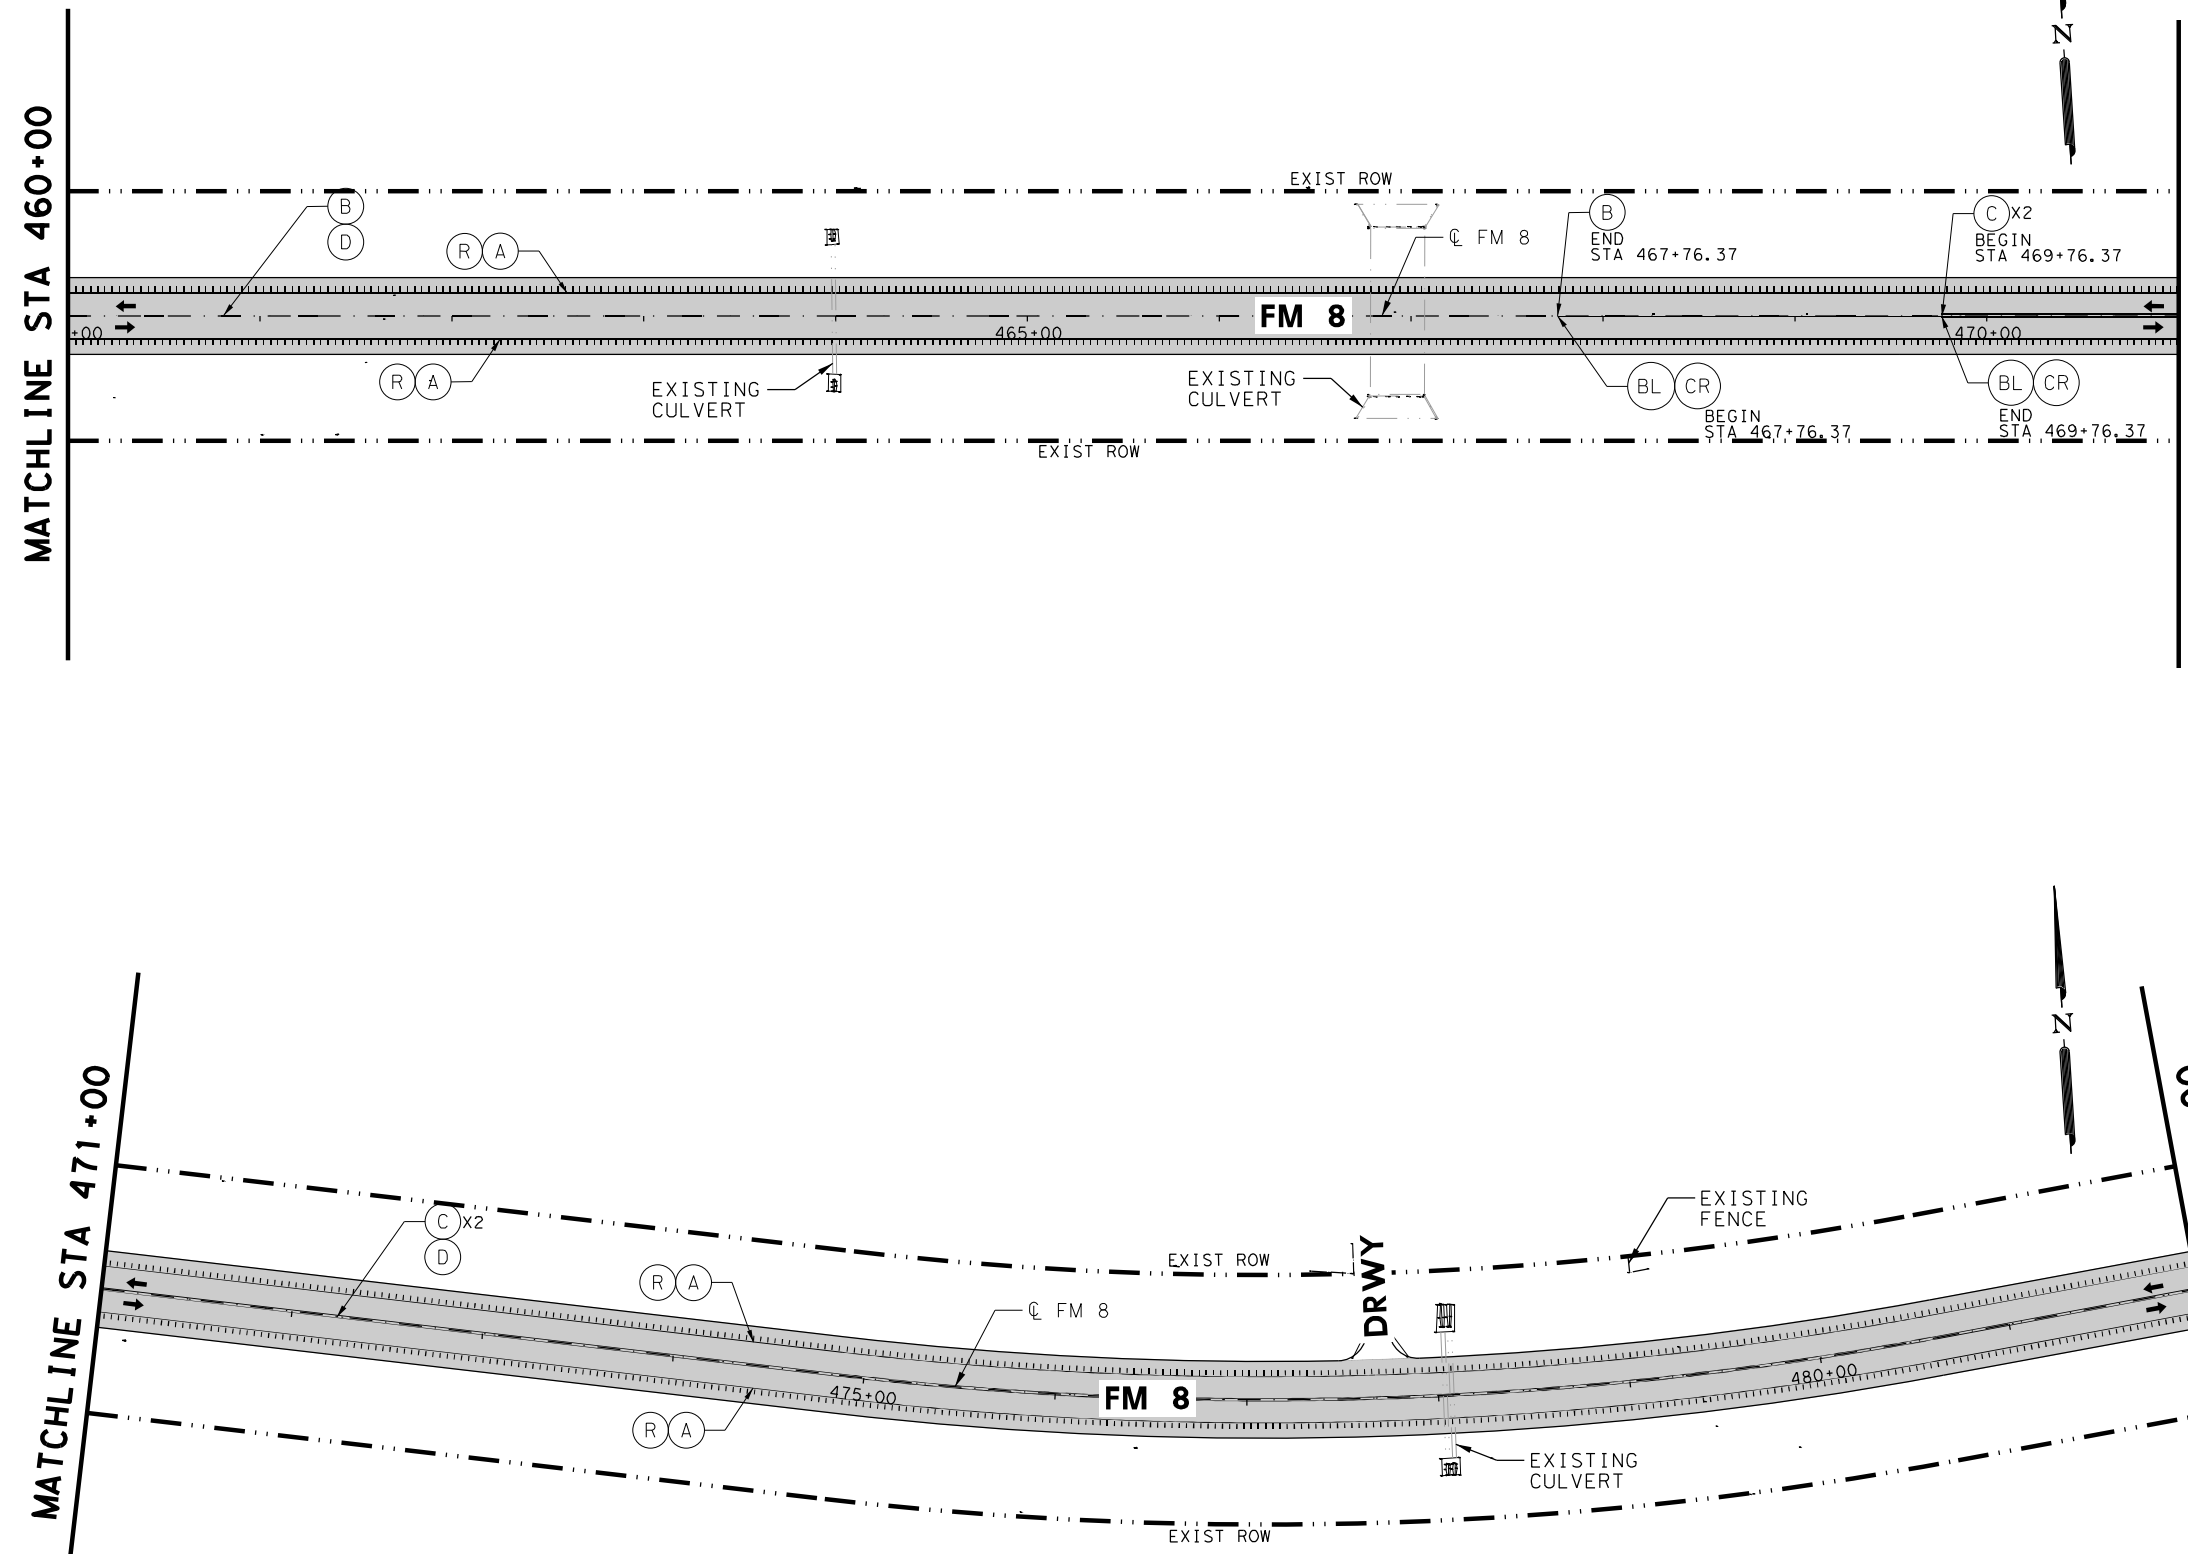 MATCHLINE STA 460+00
N
EXIST ROW
B
D
R A
℄ FM 8
B
END
STA 467+76.37
C X2
BEGIN
STA 469+76.37
+00
465+00
FM 8
470+00
R A
EXISTING
CULVERT
EXISTING
CULVERT
BL CR
BEGIN
STA 467+76.37
BL CR
END
STA 469+76.37
EXIST ROW
MATCHLINE STA 471+00
N
C X2
D
EXISTING
FENCE
EXIST ROW
DRWY
R A
℄ FM 8
475+00
FM 8
480+00
R A
EXISTING
CULVERT
EXIST ROW